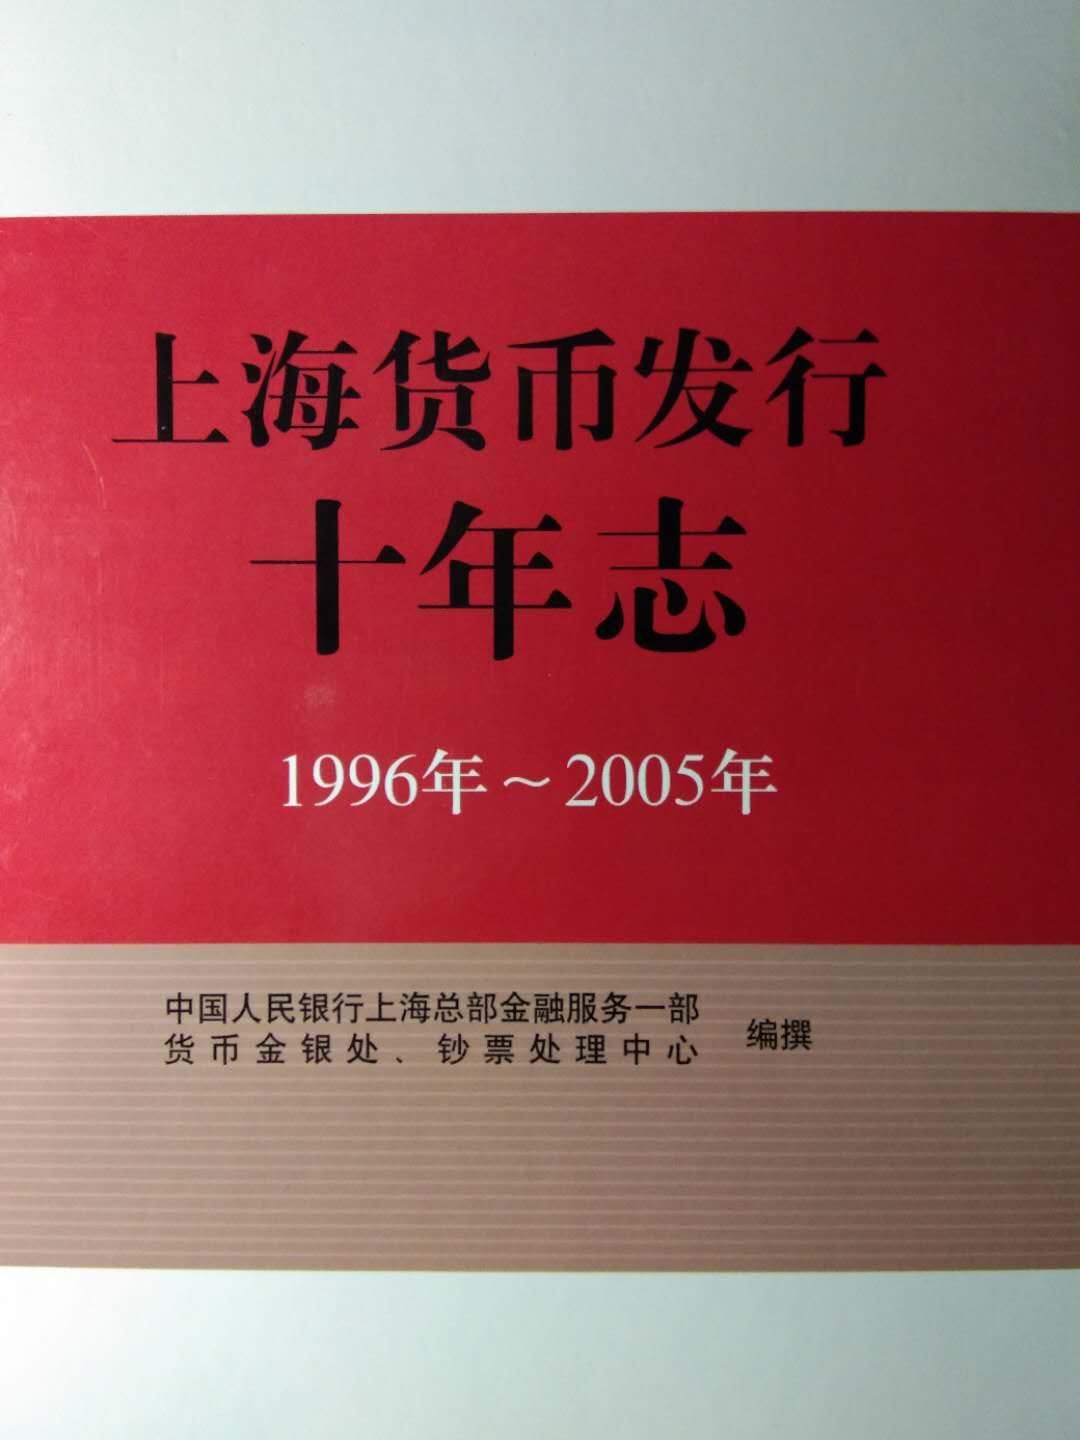 上海货币发行
十年志
1996年～2005年
中国人民银行上海总部金融服务一部
货币金银处、钞票处理中心
编撰